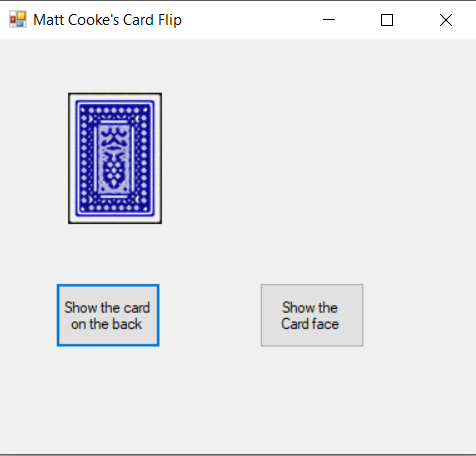 Matt Cooke's Card Flip
Show the card
on the back
Show the
Card face